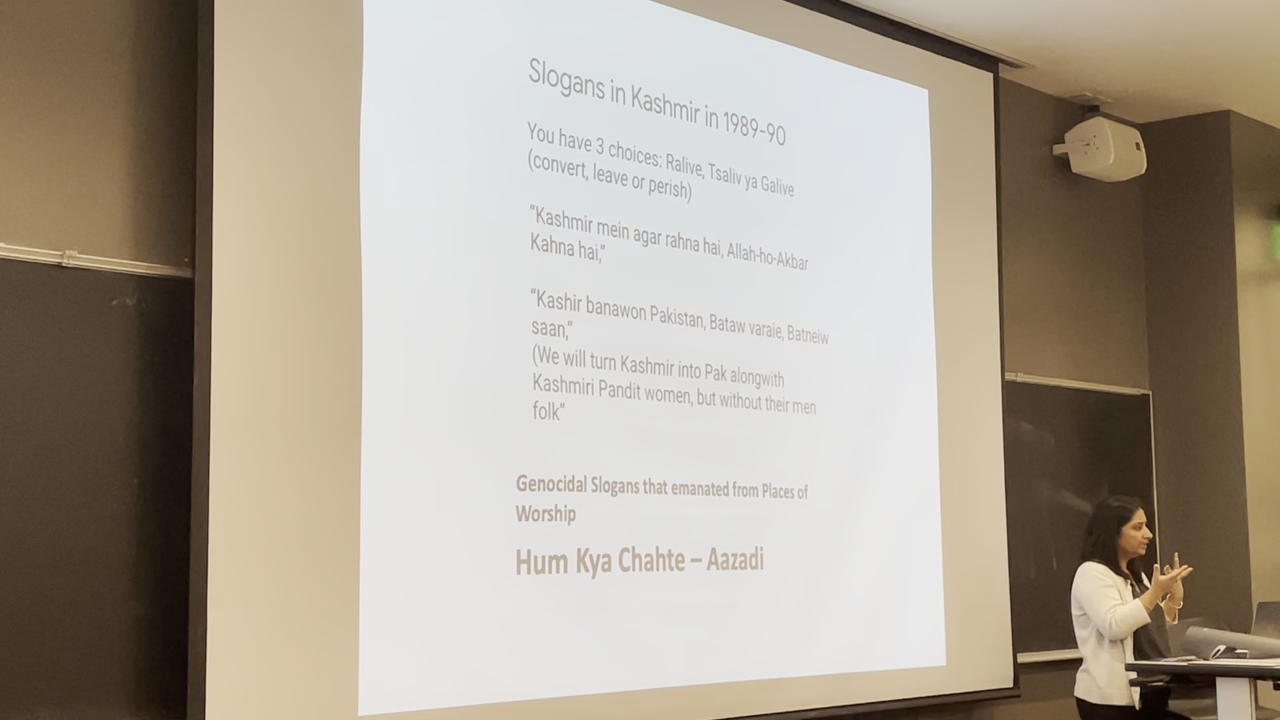 Slogans in Kashmir in 1989-90
You have 3 choices: Ralive, Tsaliv ya Galive
(convert, leave or perish)
"Kashmir mein agar rahna hai, Allah-ho-Akbar
Kahna hai,"
"Kashir banawon Pakistan, Bataw varaie, Batneiw
saan,"
(We will turn Kashmir into Pak alongwith
Kashmiri Pandit women, but without their men
folk"
Genocidal Slogans that emanated from Places of
Worship
Hum Kya Chahte – Aazadi